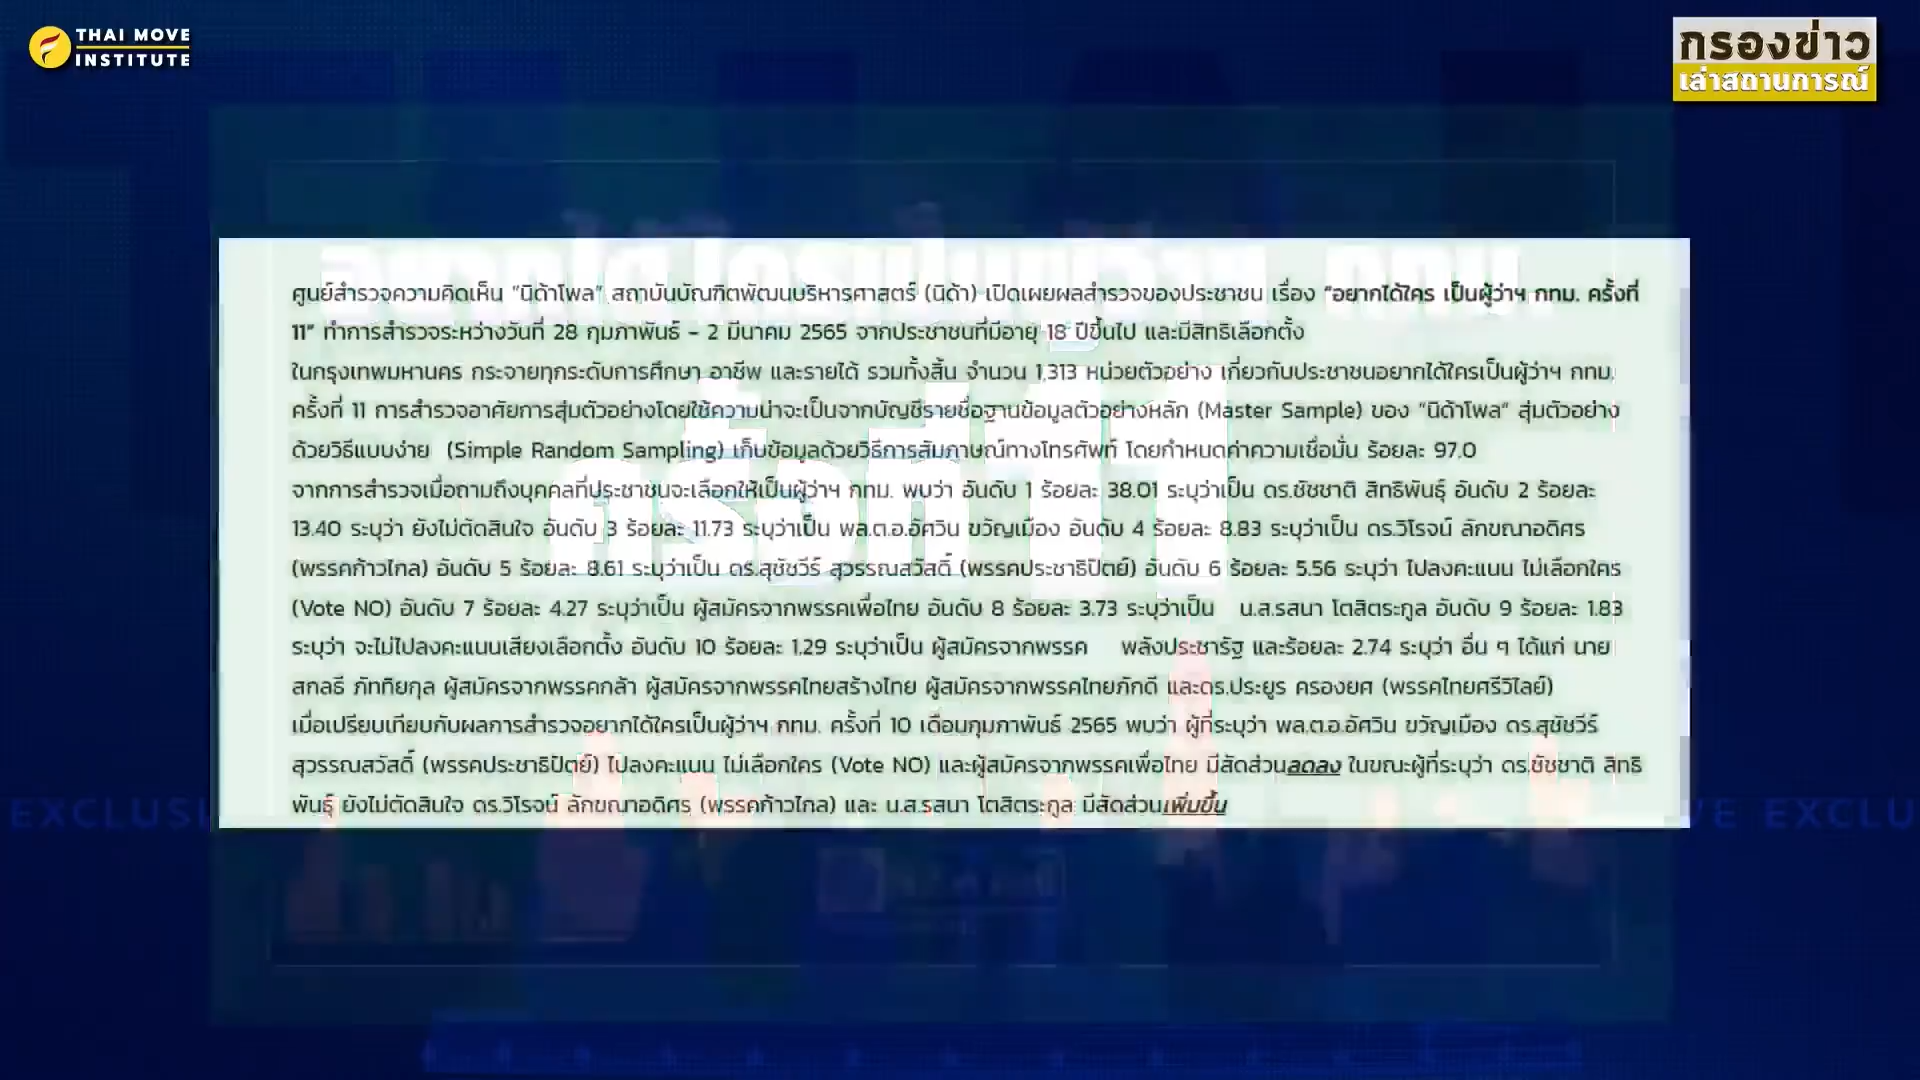 THAI MOVE
INSTITUTE
กรองข่าว
เล่าสถานการณ์
อยากได้ใครเป็นผู้ว่าฯ กทม.
ครั้งที่ 11
ศูนย์สำรวจความคิดเห็น "นิด้าโพล" สถาบันบัณฑิตพัฒนบริหารศาสตร์ (นิด้า) เปิดเผยผลสำรวจของประชาชน เรื่อง "อยากได้ใคร เป็นผู้ว่าฯ กทม. ครั้งที่
11" ทำการสำรวจระหว่างวันที่ 28 กุมภาพันธ์ – 2 มีนาคม 2565 จากประชาชนที่มีอายุ 18 ปีขึ้นไป และมีสิทธิเลือกตั้ง
ในกรุงเทพมหานคร กระจายทุกระดับการศึกษา อาชีพ และรายได้ รวมทั้งสิ้น จำนวน 1,313 หน่วยตัวอย่าง เกี่ยวกับประชาชนอยากได้ใครเป็นผู้ว่าฯ กทม.
ครั้งที่ 11 การสำรวจอาศัยการสุ่มตัวอย่างโดยใช้ความน่าจะเป็นจากบัญชีรายชื่อฐานข้อมูลตัวอย่างหลัก (Master Sample) ของ "นิด้าโพล" สุ่มตัวอย่าง
ด้วยวิธีแบบง่าย (Simple Random Sampling) เก็บข้อมูลด้วยวิธีการสัมภาษณ์ทางโทรศัพท์ โดยกำหนดค่าความเชื่อมั่น ร้อยละ 97.0
จากการสำรวจเมื่อถามถึงบุคคลที่ประชาชนจะเลือกให้เป็นผู้ว่าฯ กทม. พบว่า อันดับ 1 ร้อยละ 38.01 ระบุว่าเป็น ดร.ชัชชาติ สิทธิพันธุ์ อันดับ 2 ร้อยละ
13.40 ระบุว่า ยังไม่ตัดสินใจ อันดับ 3 ร้อยละ 11.73 ระบุว่าเป็น พล.ต.อ.อัศวิน ขวัญเมือง อันดับ 4 ร้อยละ 8.83 ระบุว่าเป็น ดร.วิโรจน์ ลักขณาอดิศร
(พรรคก้าวไกล) อันดับ 5 ร้อยละ 8.61 ระบุว่าเป็น ดร.สุชัชวีร์ สุวรรณสวัสดิ์ (พรรคประชาธิปัตย์) อันดับ 6 ร้อยละ 5.56 ระบุว่า ไปลงคะแนน ไม่เลือกใคร
(Vote NO) อันดับ 7 ร้อยละ 4.27 ระบุว่าเป็น ผู้สมัครจากพรรคเพื่อไทย อันดับ 8 ร้อยละ 3.73 ระบุว่าเป็น น.ส.รสนา โตสิตระกูล อันดับ 9 ร้อยละ 1.83
ระบุว่า จะไม่ไปลงคะแนนเสียงเลือกตั้ง อันดับ 10 ร้อยละ 1.29 ระบุว่าเป็น ผู้สมัครจากพรรค พลังประชารัฐ และร้อยละ 2.74 ระบุว่า อื่น ๆ ได้แก่ นาย
สกลธี ภัททิยกุล ผู้สมัครจากพรรคกล้า ผู้สมัครจากพรรคไทยสร้างไทย ผู้สมัครจากพรรคไทยภักดี และดร.ประยูร ครองยศ (พรรคไทยศรีวิไลย์)
เมื่อเปรียบเทียบกับผลการสำรวจอยากได้ใครเป็นผู้ว่าฯ กทม. ครั้งที่ 10 เดือนกุมภาพันธ์ 2565 พบว่า ผู้ที่ระบุว่า พล.ต.อ.อัศวิน ขวัญเมือง ดร.สุชัชวีร์
สุวรรณสวัสดิ์ (พรรคประชาธิปัตย์) ไปลงคะแนน ไม่เลือกใคร (Vote NO) และผู้สมัครจากพรรคเพื่อไทย มีสัดส่วนลดลง ในขณะผู้ที่ระบุว่า ดร.ชัชชาติ สิทธิ
พันธุ์ ยังไม่ตัดสินใจ ดร.วิโรจน์ ลักขณาอดิศร (พรรคก้าวไกล) และ น.ส.รสนา โตสิตระกูล มีสัดส่วนเพิ่มขึ้น